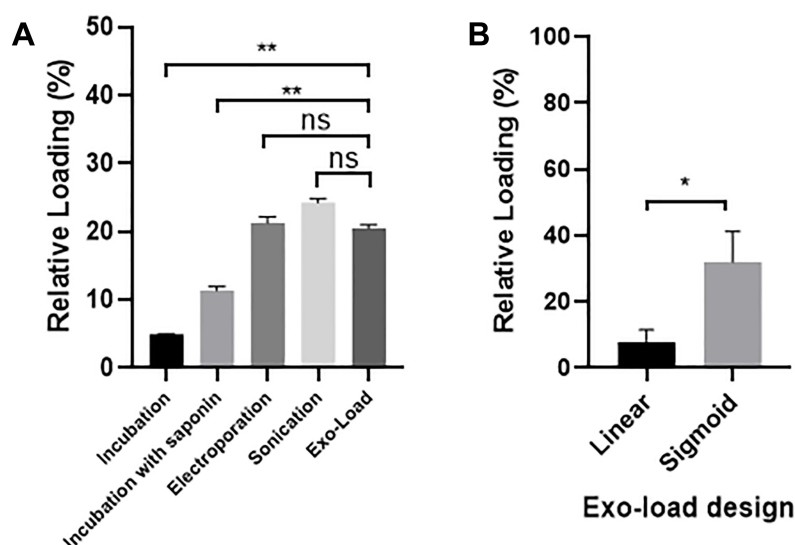 A
Relative Loading (%)
50
40
30
20
10
0
**
**
ns
ns
Incubation
Incubation with saponin
Electroporation
Sonication
Exo-Load
B
Relative Loading (%)
100
80
60
40
20
0
*
Linear
Sigmoid
Exo-load design